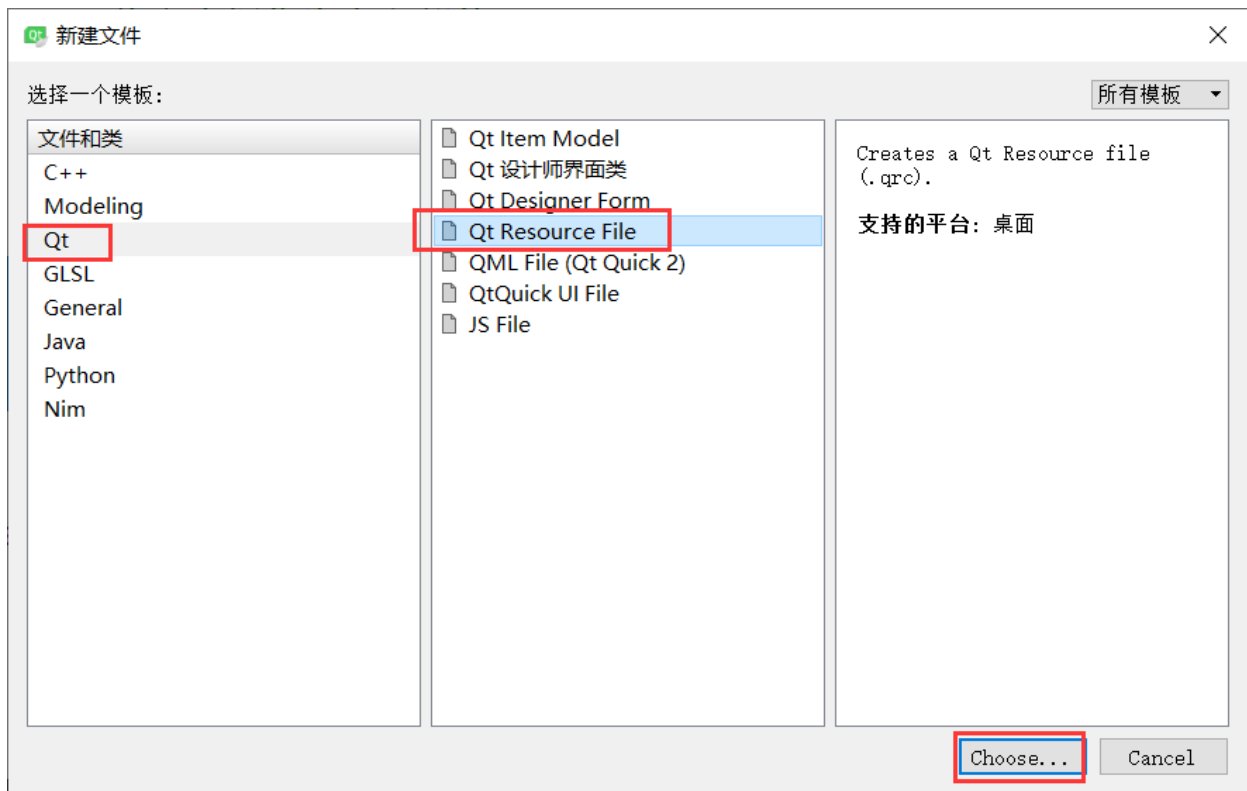 新建文件
选择一个模板:
所有模板
文件和类
C++
Modeling
Qt
GLSL
General
Java
Python
Nim
Qt Item Model
Qt 设计师界面类
Qt Designer Form
Qt Resource File
QML File (Qt Quick 2)
QtQuick UI File
JS File
Creates a Qt Resource file
(.qrc).
支持的平台: 桌面
Choose...
Cancel